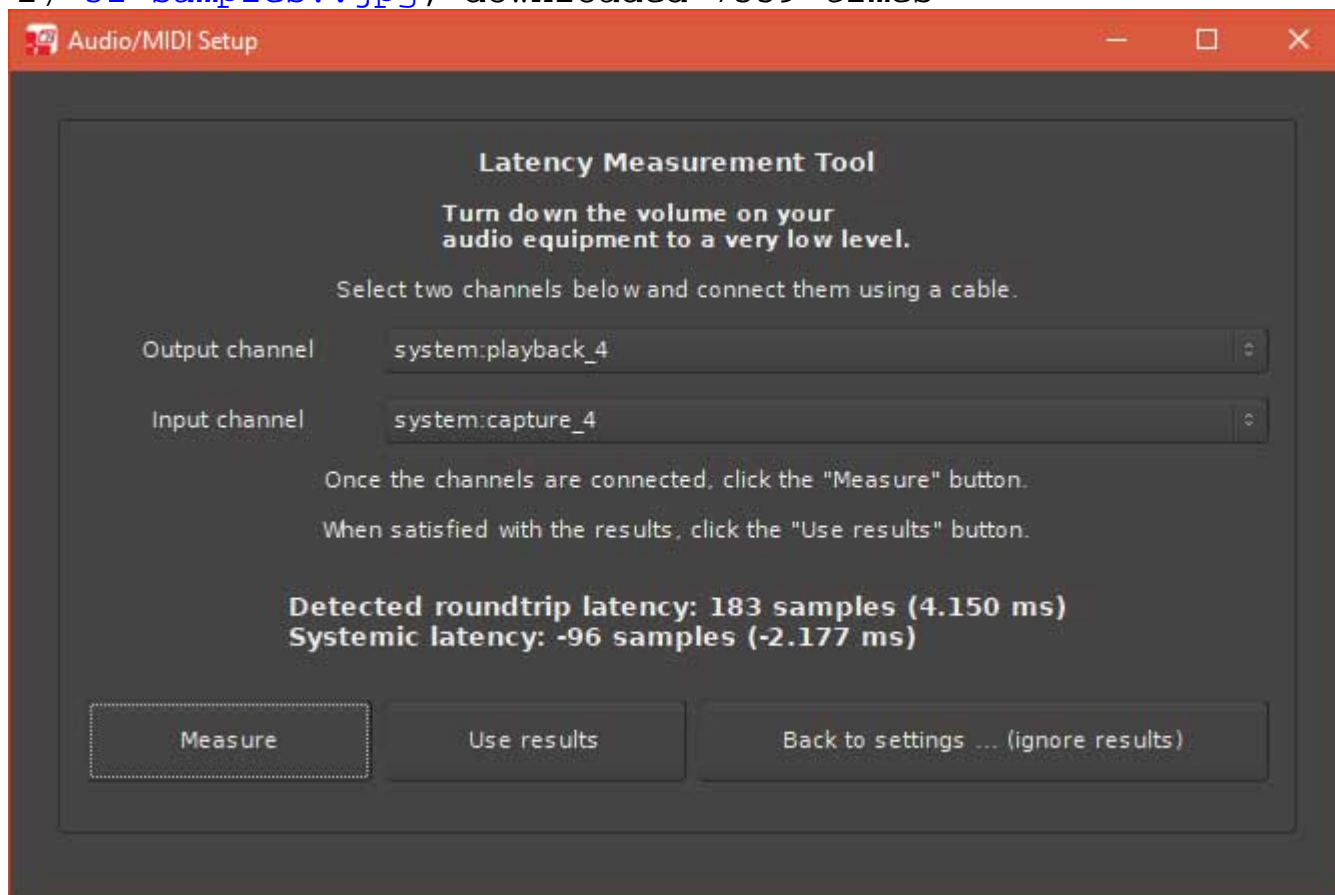 Audio/MIDI Setup
Latency Measurement Tool
Turn down the volume on your
audio equipment to a very low level.
Select two channels below and connect them using a cable.
Output channel system:playback_4
Input channel system:capture_4
Once the channels are connected, click the "Measure" button.
When satisfied with the results, click the "Use results" button.
Detected roundtrip latency: 183 samples (4.150 ms)
Systemic latency: -96 samples (-2.177 ms)
Measure Use results Back to settings ... (ignore results)